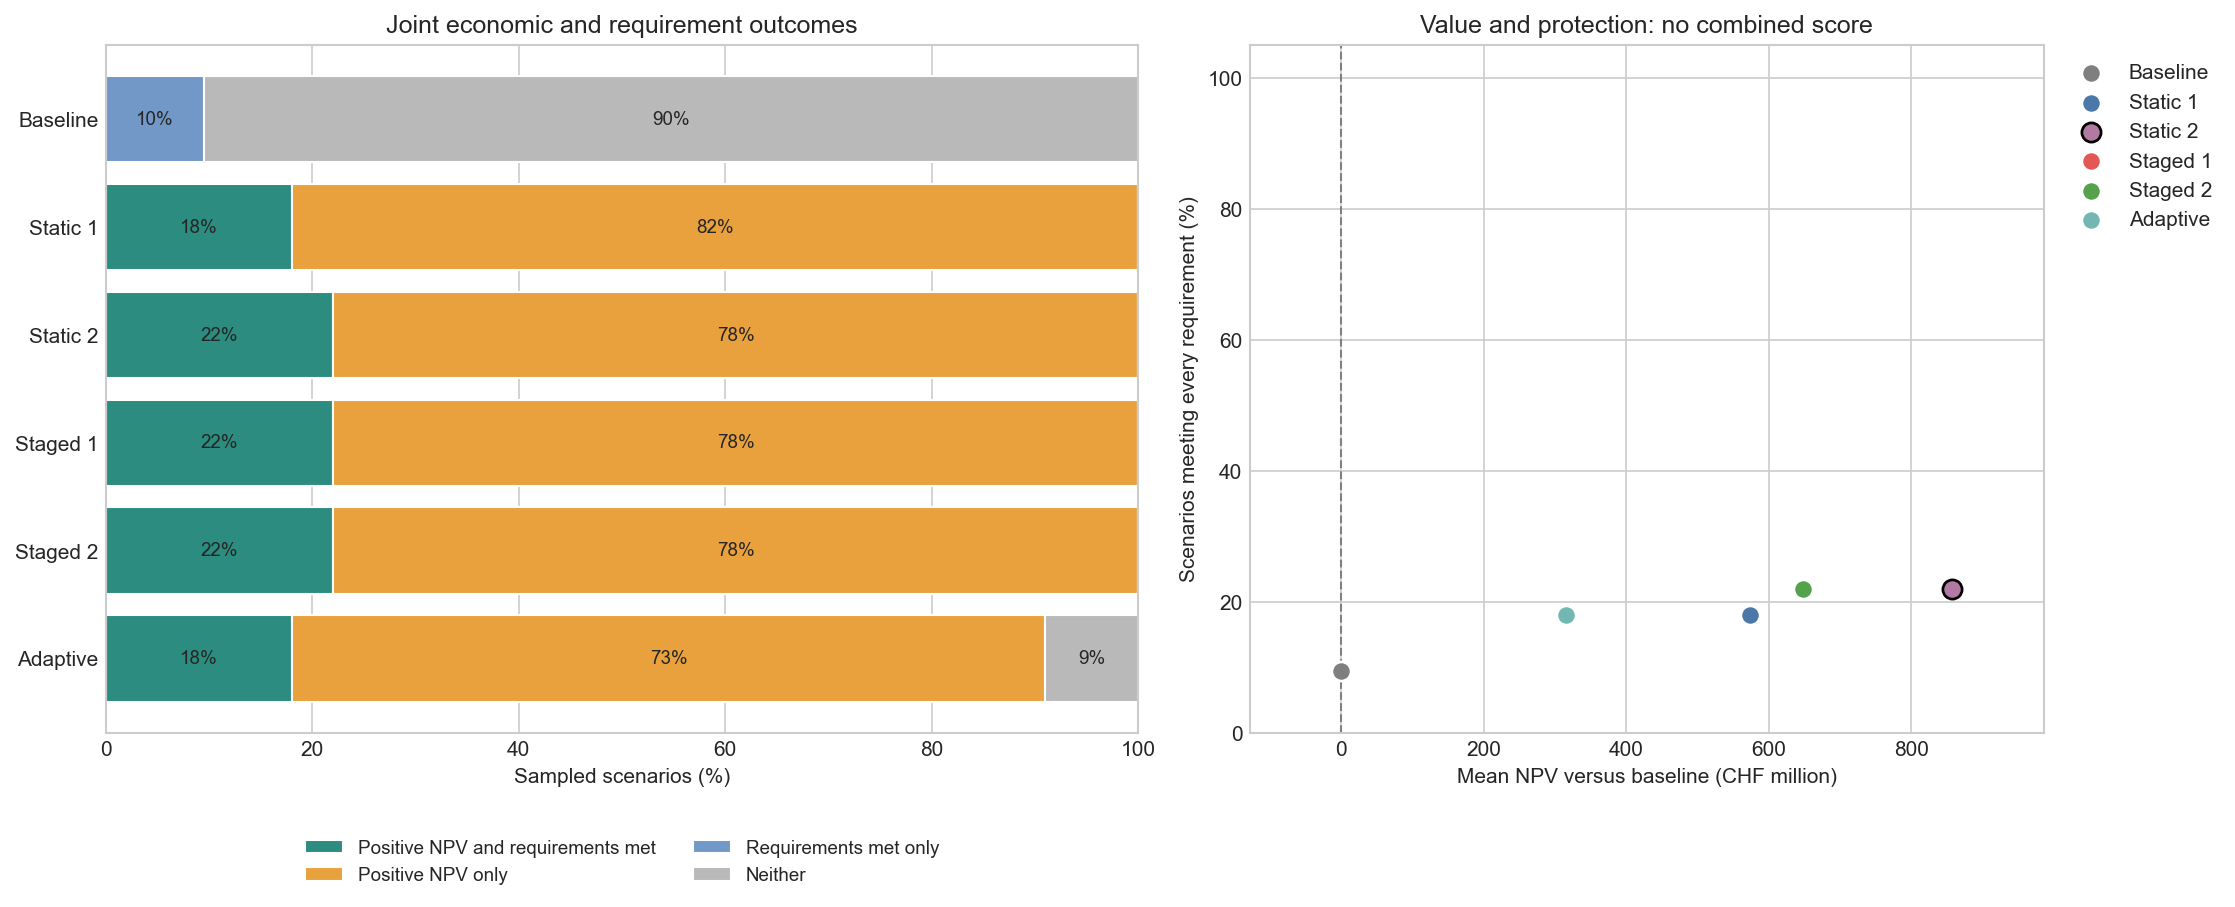 Joint economic and requirement outcomes
Baseline
10%
90%
Static 1
18%
82%
Static 2
22%
78%
Staged 1
22%
78%
Staged 2
22%
78%
Adaptive
18%
73%
9%
0 20 40 60 80 100
Sampled scenarios (%)
Positive NPV and requirements met
Positive NPV only
Requirements met only
Neither
Value and protection: no combined score
Scenarios meeting every requirement (%)
100
80
60
40
20
0
0 200 400 600 800
Mean NPV versus baseline (CHF million)
Baseline
Static 1
Static 2
Staged 1
Staged 2
Adaptive